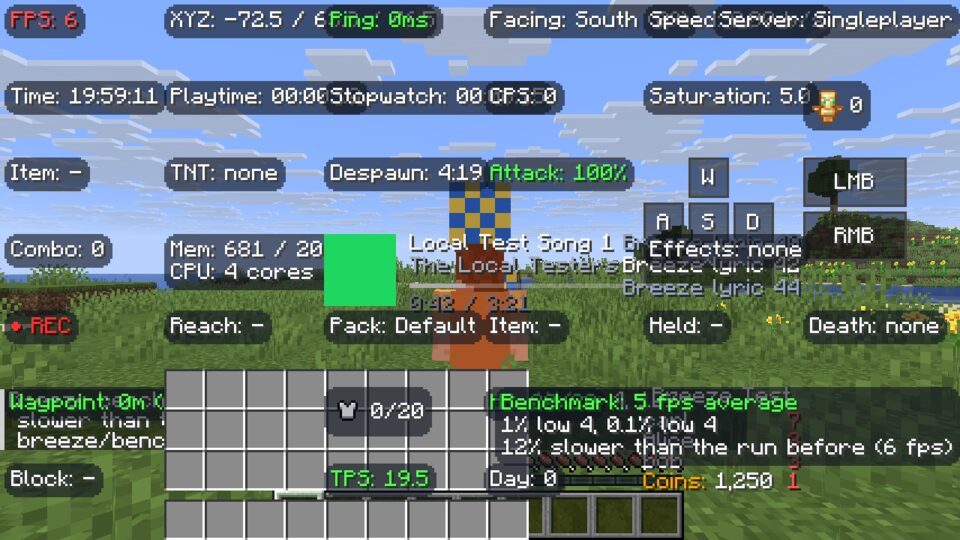 FPS: 6
XYZ: -72.5 / 6
Ping: 0ms
Facing: South
Speed
Server: Singleplayer
Time: 19:59:11
Playtime: 00:00
Stopwatch: 00
CPS: 0
Saturation: 5.0
0
Item: -
TNT: none
Despawn: 4:19
Attack: 100%
W
LMB
A
S
D
RMB
Combo: 0
Mem: 681 / 20
CPU: 4 cores
Local Test Song 1
The Local Testers
0:42 / 3:21
Effects: none
Breeze lyric 42
Breeze lyric 44
REC
Reach: -
Pack: Default
Item: -
Held: -
Death: none
Waypoint: 0m
slower than
breeze/benc
0/20
Breeze Test
Benchmark: 5 fps average
1% low 4, 0.1% low 4
12% slower than the run before (6 fps)
Block: -
TPS: 19.5
Day: 0
Coins: 1,250
1